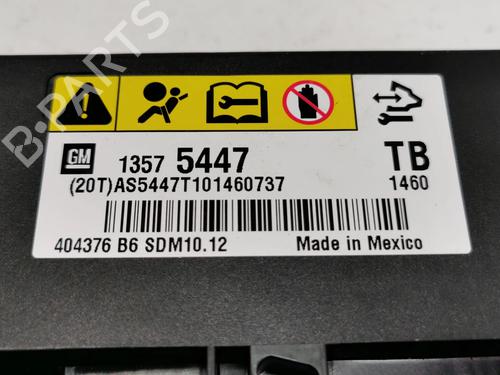 B-PARTS
GM 1357 5447 TB
(20T)AS5447T101460737 1460
404376 B6 SDM10.12 Made in Mexico